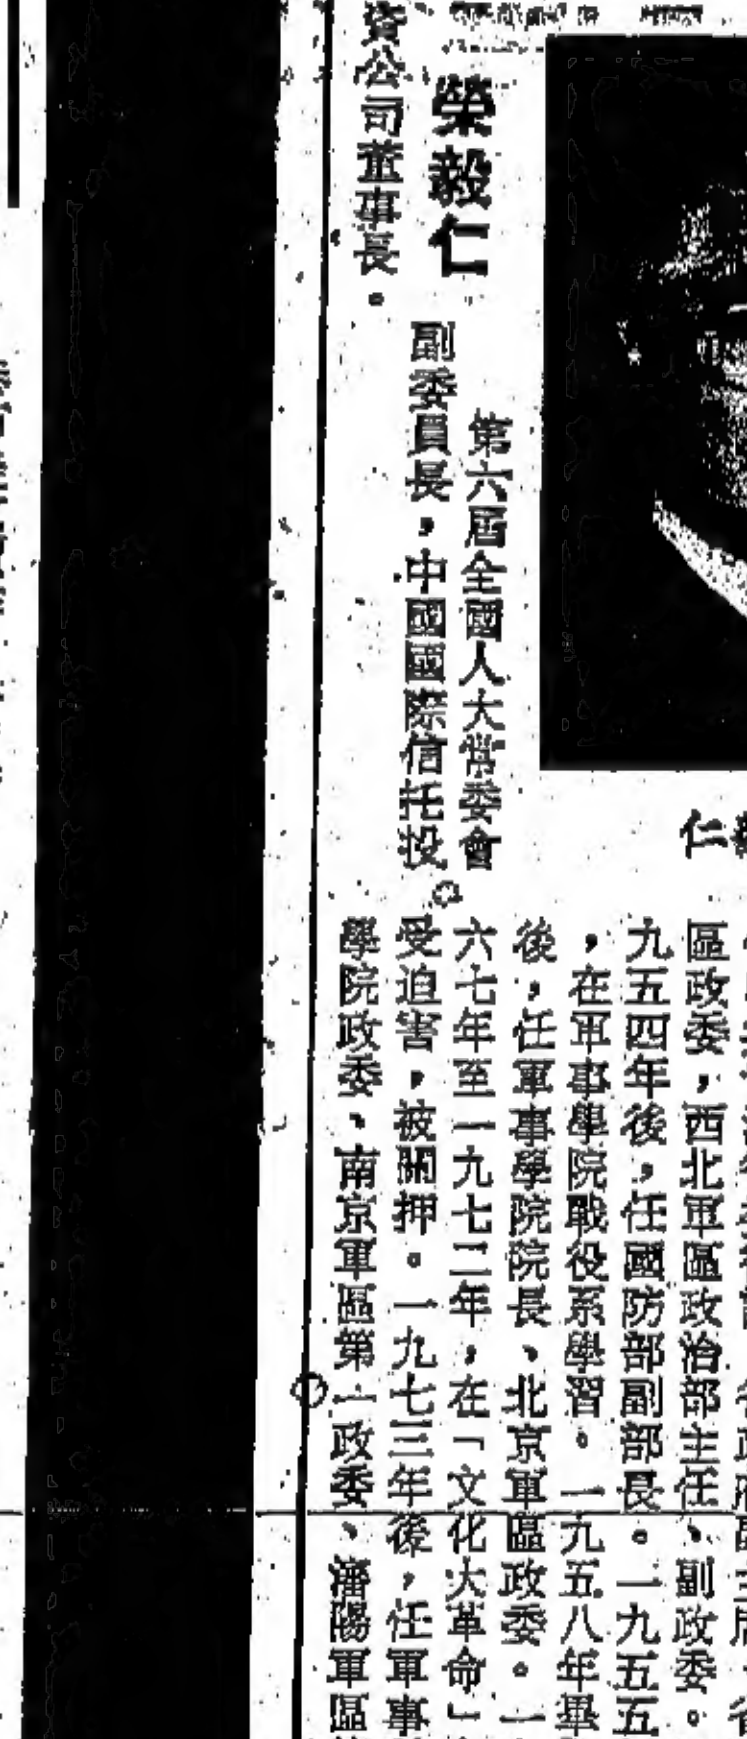 榮毅仁
第六屆全國人大常委會
副委員長，中國國際信托投
資公司董事長。
仁
區政委，西北軍區政治部主任、副政委。
九五四年後，任國防部副部長。一九五五
，在軍事學院戰役系學習。一九五八年畢
後，任軍事學院院長、北京軍區政委。一
六七年至一九七二年，在「文化大革命」
受迫害，被關押。一九七三年後，任軍事
學院政委、南京軍區第一政委、瀋陽軍區